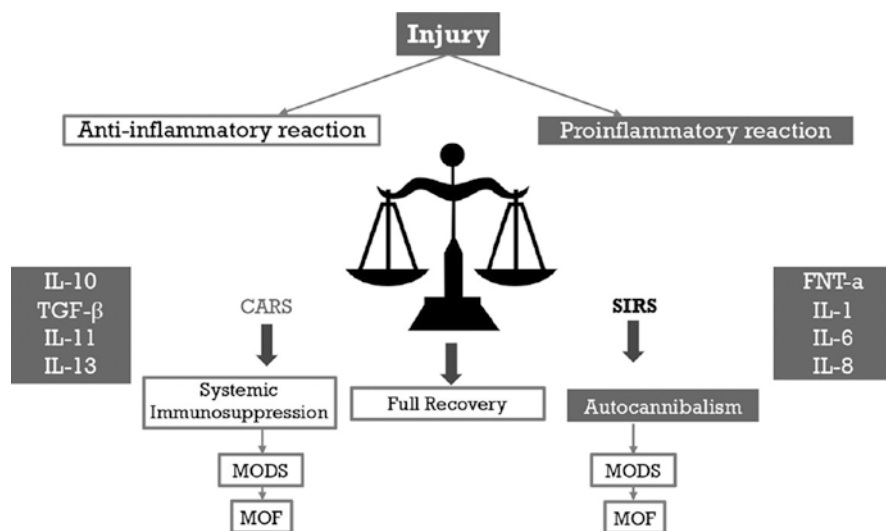 Injury
Anti-inflammatory reaction
Proinflammatory reaction
IL-10
TGF-β
IL-11
IL-13
CARS
SIRS
FNT-a
IL-1
IL-6
IL-8
Systemic
Immunosuppression
Full Recovery
Autocannibalism
MODS
MODS
MOF
MOF